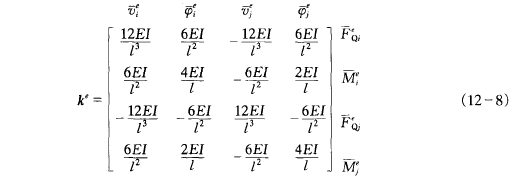 v̄ᵢᵉ φ̄ᵢᵉ v̄ⱼᵉ φ̄ⱼᵉ
12EI/l³ 6EI/l² -12EI/l³ 6EI/l² F̄ᵉ_Qi
6EI/l² 4EI/l -6EI/l² 2EI/l M̄ᵢᵉ
kᵉ = (12-8)
-12EI/l³ -6EI/l² 12EI/l³ -6EI/l² F̄ᵉ_Qj
6EI/l² 2EI/l -6EI/l² 4EI/l M̄ⱼᵉ